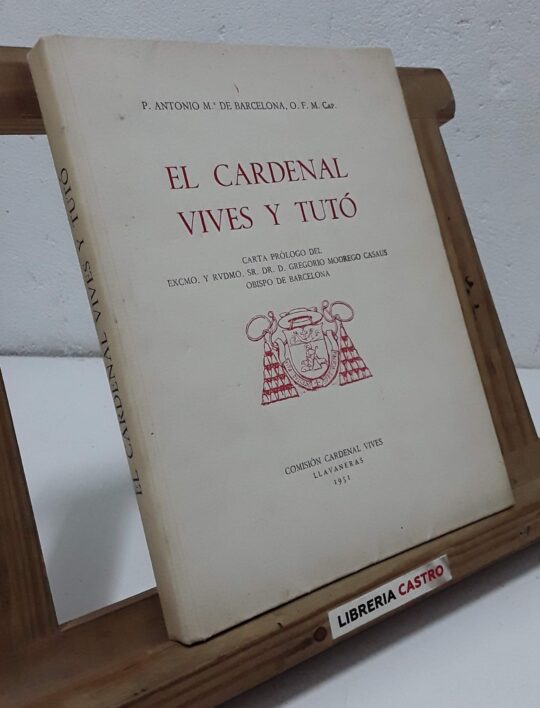 P. ANTONIO M.ª DE BARCELONA, O. F. M. CAP.
EL CARDENAL
VIVES Y TUTÓ
CARTA PRÓLOGO DEL
EXCMO. Y RVDMO. SR. DR. D. GREGORIO MODREGO CASAUS
OBISPO DE BARCELONA
COMISIÓN CARDENAL VIVES
LLAVANERAS
1951
EL CARDENAL VIVES Y TUTO
LIBRERIA CASTRO